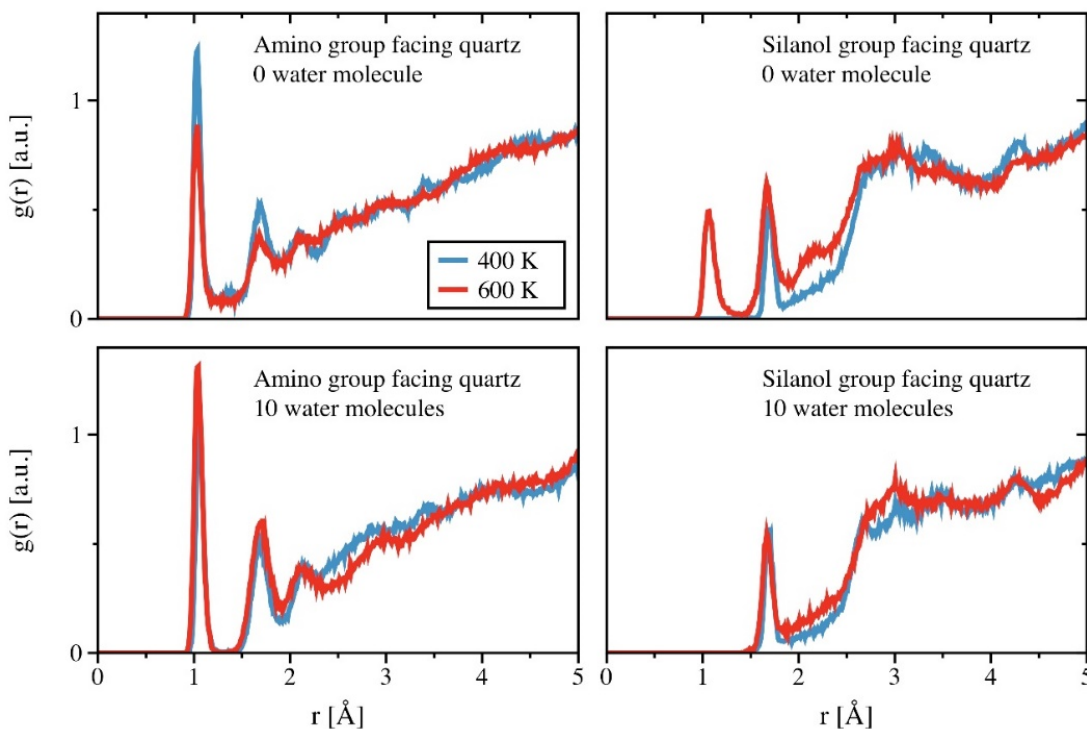 Amino group facing quartz
0 water molecule
1
g(r) [a.u.]
400 K
600 K
0
Silanol group facing quartz
0 water molecule
Amino group facing quartz
10 water molecules
1
g(r) [a.u.]
0
0 1 2 3 4 5
r [Å]
Silanol group facing quartz
10 water molecules
0 1 2 3 4 5
r [Å]